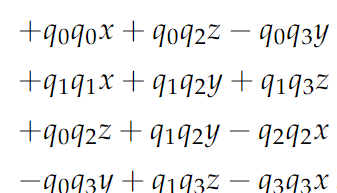 +q₀q₀x + q₀q₂z − q₀q₃y
+q₁q₁x + q₁q₂y + q₁q₃z
+q₀q₂z + q₁q₂y − q₂q₂x
−q₀q₃y + q₁q₃z − q₃q₃x